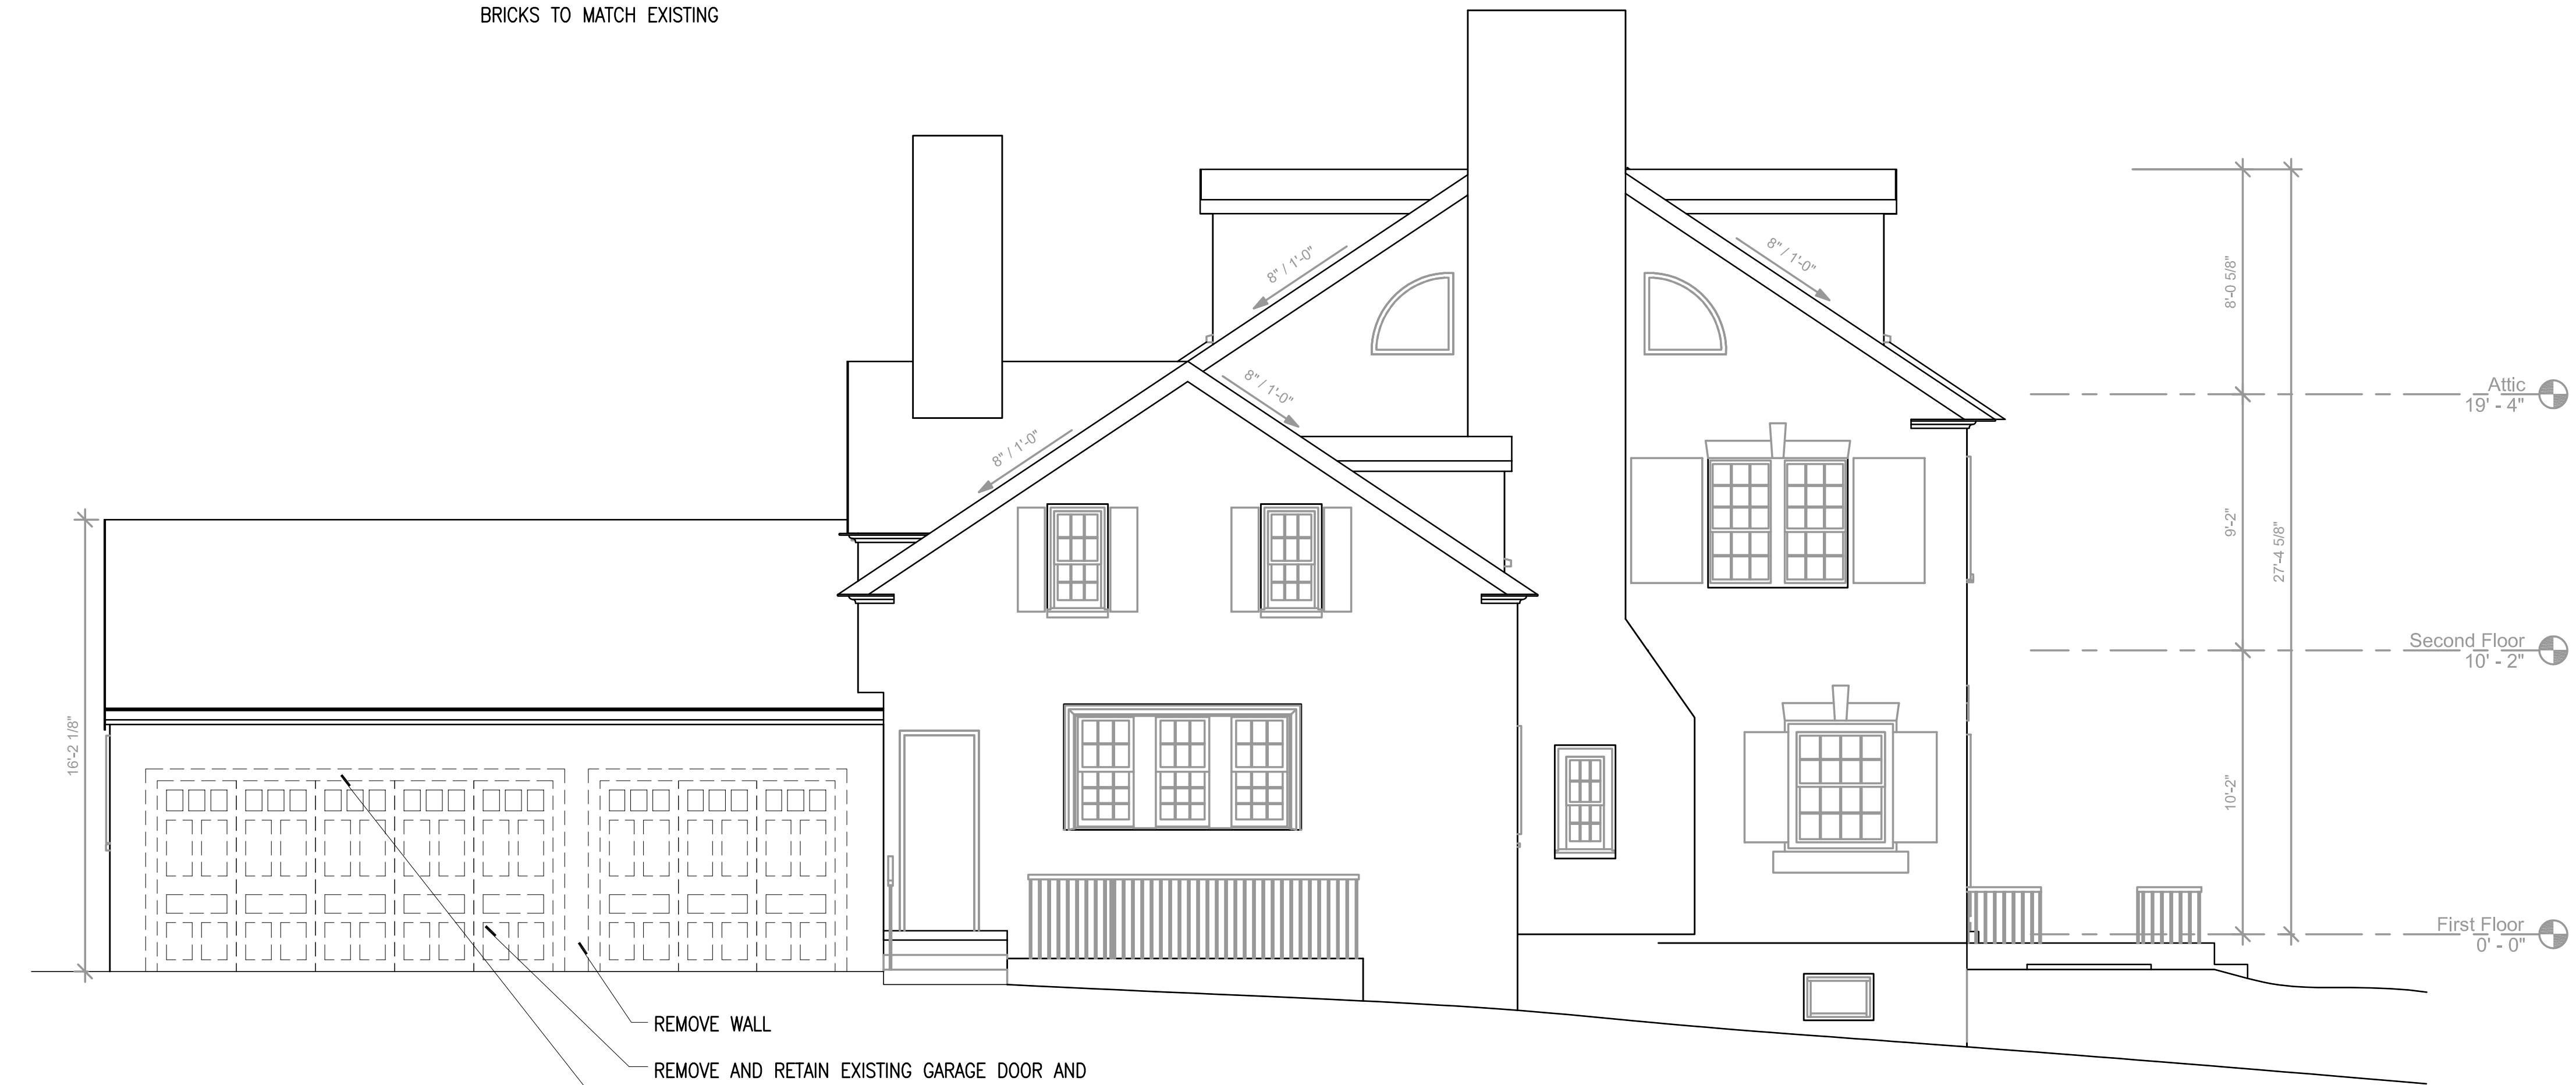 BRICKS TO MATCH EXISTING
8" / 1'-0"
8" / 1'-0"
8" / 1'-0"
8" / 1'-0"
8'-0 5/8"
Attic
19' - 4"
9'-2"
27'-4 5/8"
Second Floor
10' - 2"
16'-2 1/8"
10'-2"
First Floor
0' - 0"
REMOVE WALL
REMOVE AND RETAIN EXISTING GARAGE DOOR AND